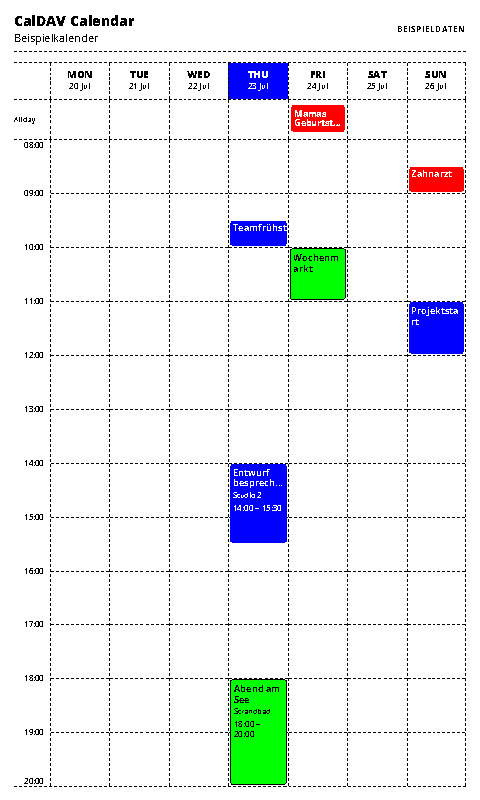 CalDAV Calendar
Beispielkalender
BEISPIELDATEN
MON TUE WED THU FRI SAT SUN
20 Jul 21 Jul 22 Jul 23 Jul 24 Jul 25 Jul 26 Jul
Allday
Mamas
Geburtst...
08:00
Zahnarzt
09:00
Teamfrühst
10:00
Wochenm
arkt
11:00
Projektsta
rt
12:00
13:00
14:00
Entwurf
besprech...
Studio 2
14:00 – 15:30
15:00
16:00
17:00
18:00
Abend am
See
Strandbad
18:00 –
20:00
19:00
20:00